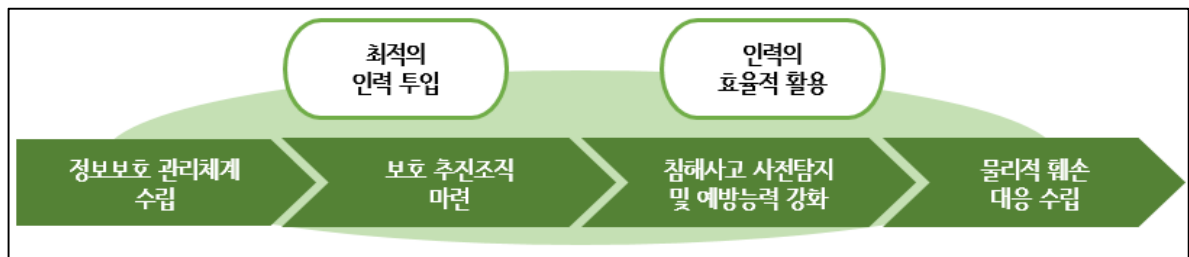 최적의
인력 투입
인력의
효율적 활용
정보보호 관리체계
수립
보호 추진조직
마련
침해사고 사전탐지
및 예방능력 강화
물리적 훼손
대응 수립